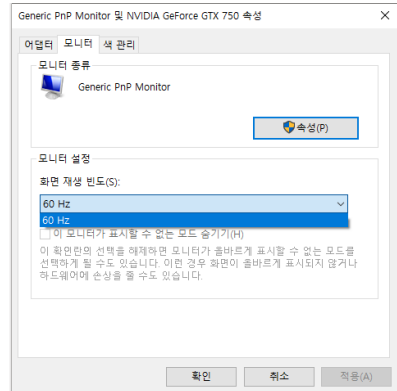 Generic PnP Monitor 및 NVIDIA GeForce GTX 750 속성
어댑터 모니터 색 관리
모니터 종류
Generic PnP Monitor
속성(P)
모니터 설정
화면 재생 빈도(S):
60 Hz
60 Hz
이 모니터가 표시할 수 없는 모드 숨기기(H)
이 확인란의 선택을 해제하면 모니터가 올바르게 표시할 수 없는 모드를
선택하게 될 수도 있습니다. 이런 경우 화면이 올바르게 표시되지 않거나
하드웨어에 손상을 줄 수도 있습니다.
확인 취소 적용(A)